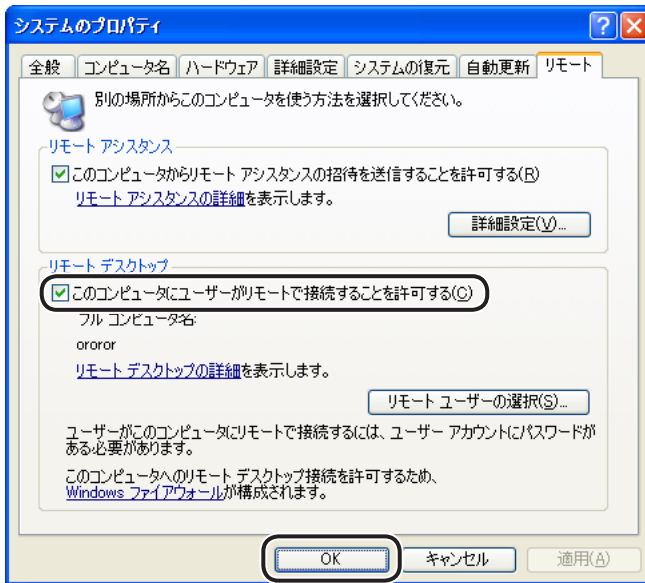 システムのプロパティ
全般 コンピュータ名 ハードウェア 詳細設定 システムの復元 自動更新 リモート
別の場所からこのコンピュータを使う方法を選択してください。
リモート アシスタンス
このコンピュータからリモート アシスタンスの招待を送信することを許可する(R)
リモート アシスタンスの詳細を表示します。
詳細設定(V)...
リモート デスクトップ
このコンピュータにユーザーがリモートで接続することを許可する(C)
フル コンピュータ名:
ororor
リモート デスクトップの詳細を表示します。
リモート ユーザーの選択(S)...
ユーザーがこのコンピュータにリモートで接続するには、ユーザー アカウントにパスワードが
ある必要があります。
このコンピュータへのリモート デスクトップ接続を許可するため、
Windows ファイアウォールが構成されます。
OK キャンセル 適用(A)